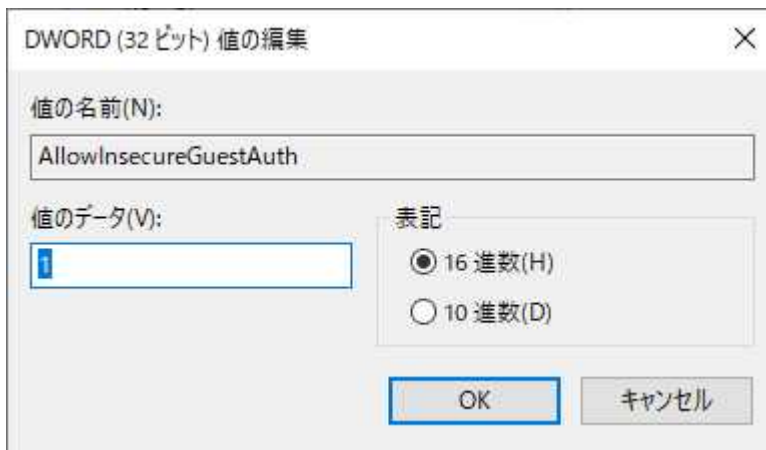 DWORD (32 ビット) 値の編集
値の名前(N):
AllowInsecureGuestAuth
値のデータ(V):
1
表記
16 進数(H)
10 進数(D)
OK
キャンセル